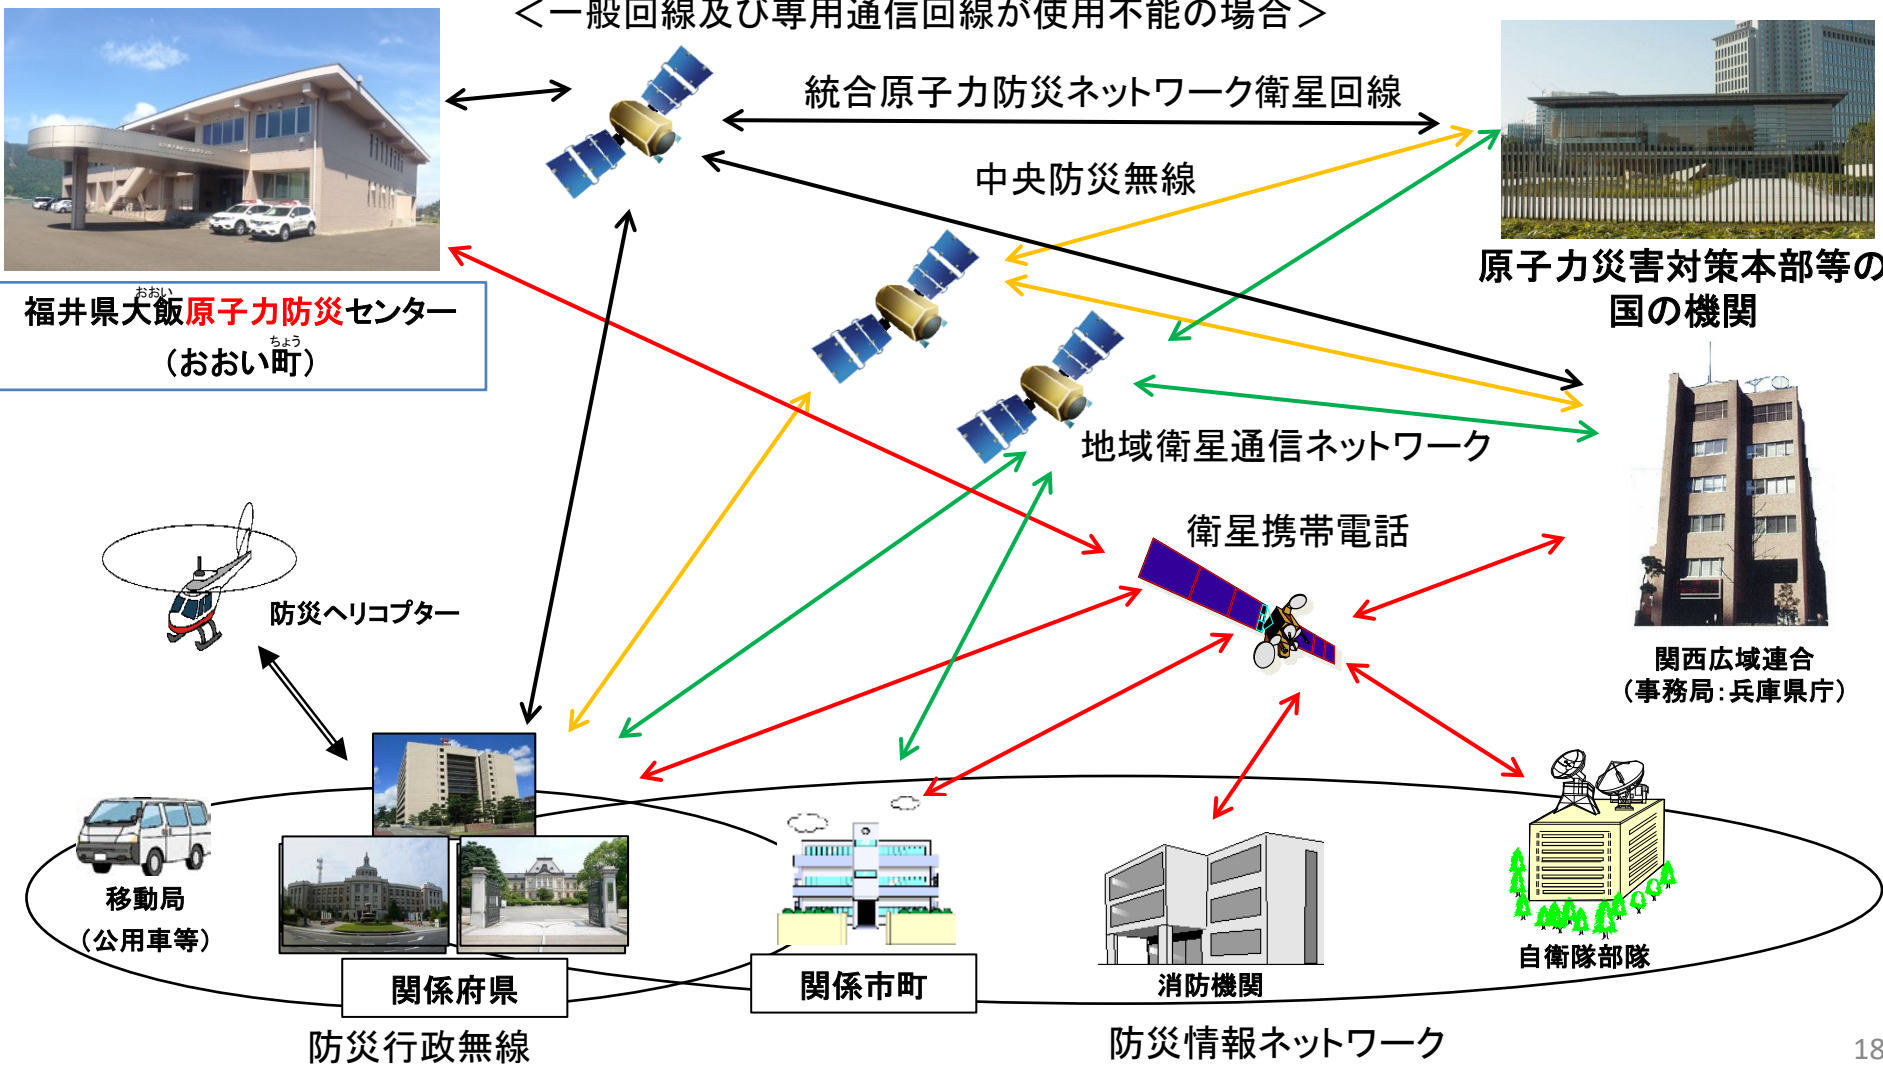 ＜一般回線及び専用通信回線が使用不能の場合＞
統合原子力防災ネットワーク衛星回線
中央防災無線
原子力災害対策本部等の
国の機関
おおい
福井県大飯原子力防災センター
ちょう
（おおい町）
地域衛星通信ネットワーク
衛星携帯電話
防災ヘリコプター
関西広域連合
（事務局：兵庫県庁）
移動局
（公用車等）
関係府県
関係市町
消防機関
自衛隊部隊
防災行政無線
防災情報ネットワーク
18